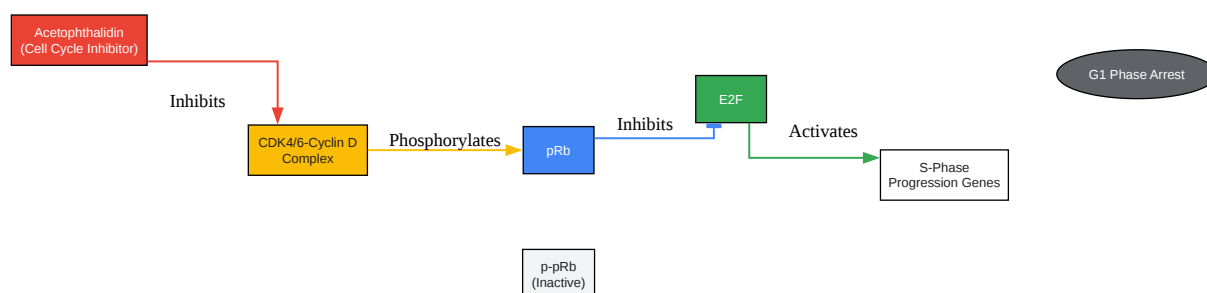 Acetophthalidin
(Cell Cycle Inhibitor)
Inhibits
CDK4/6-Cyclin D
Complex
Phosphorylates
pRb
Inhibits
E2F
Activates
S-Phase
Progression Genes
G1 Phase Arrest
p-pRb
(Inactive)